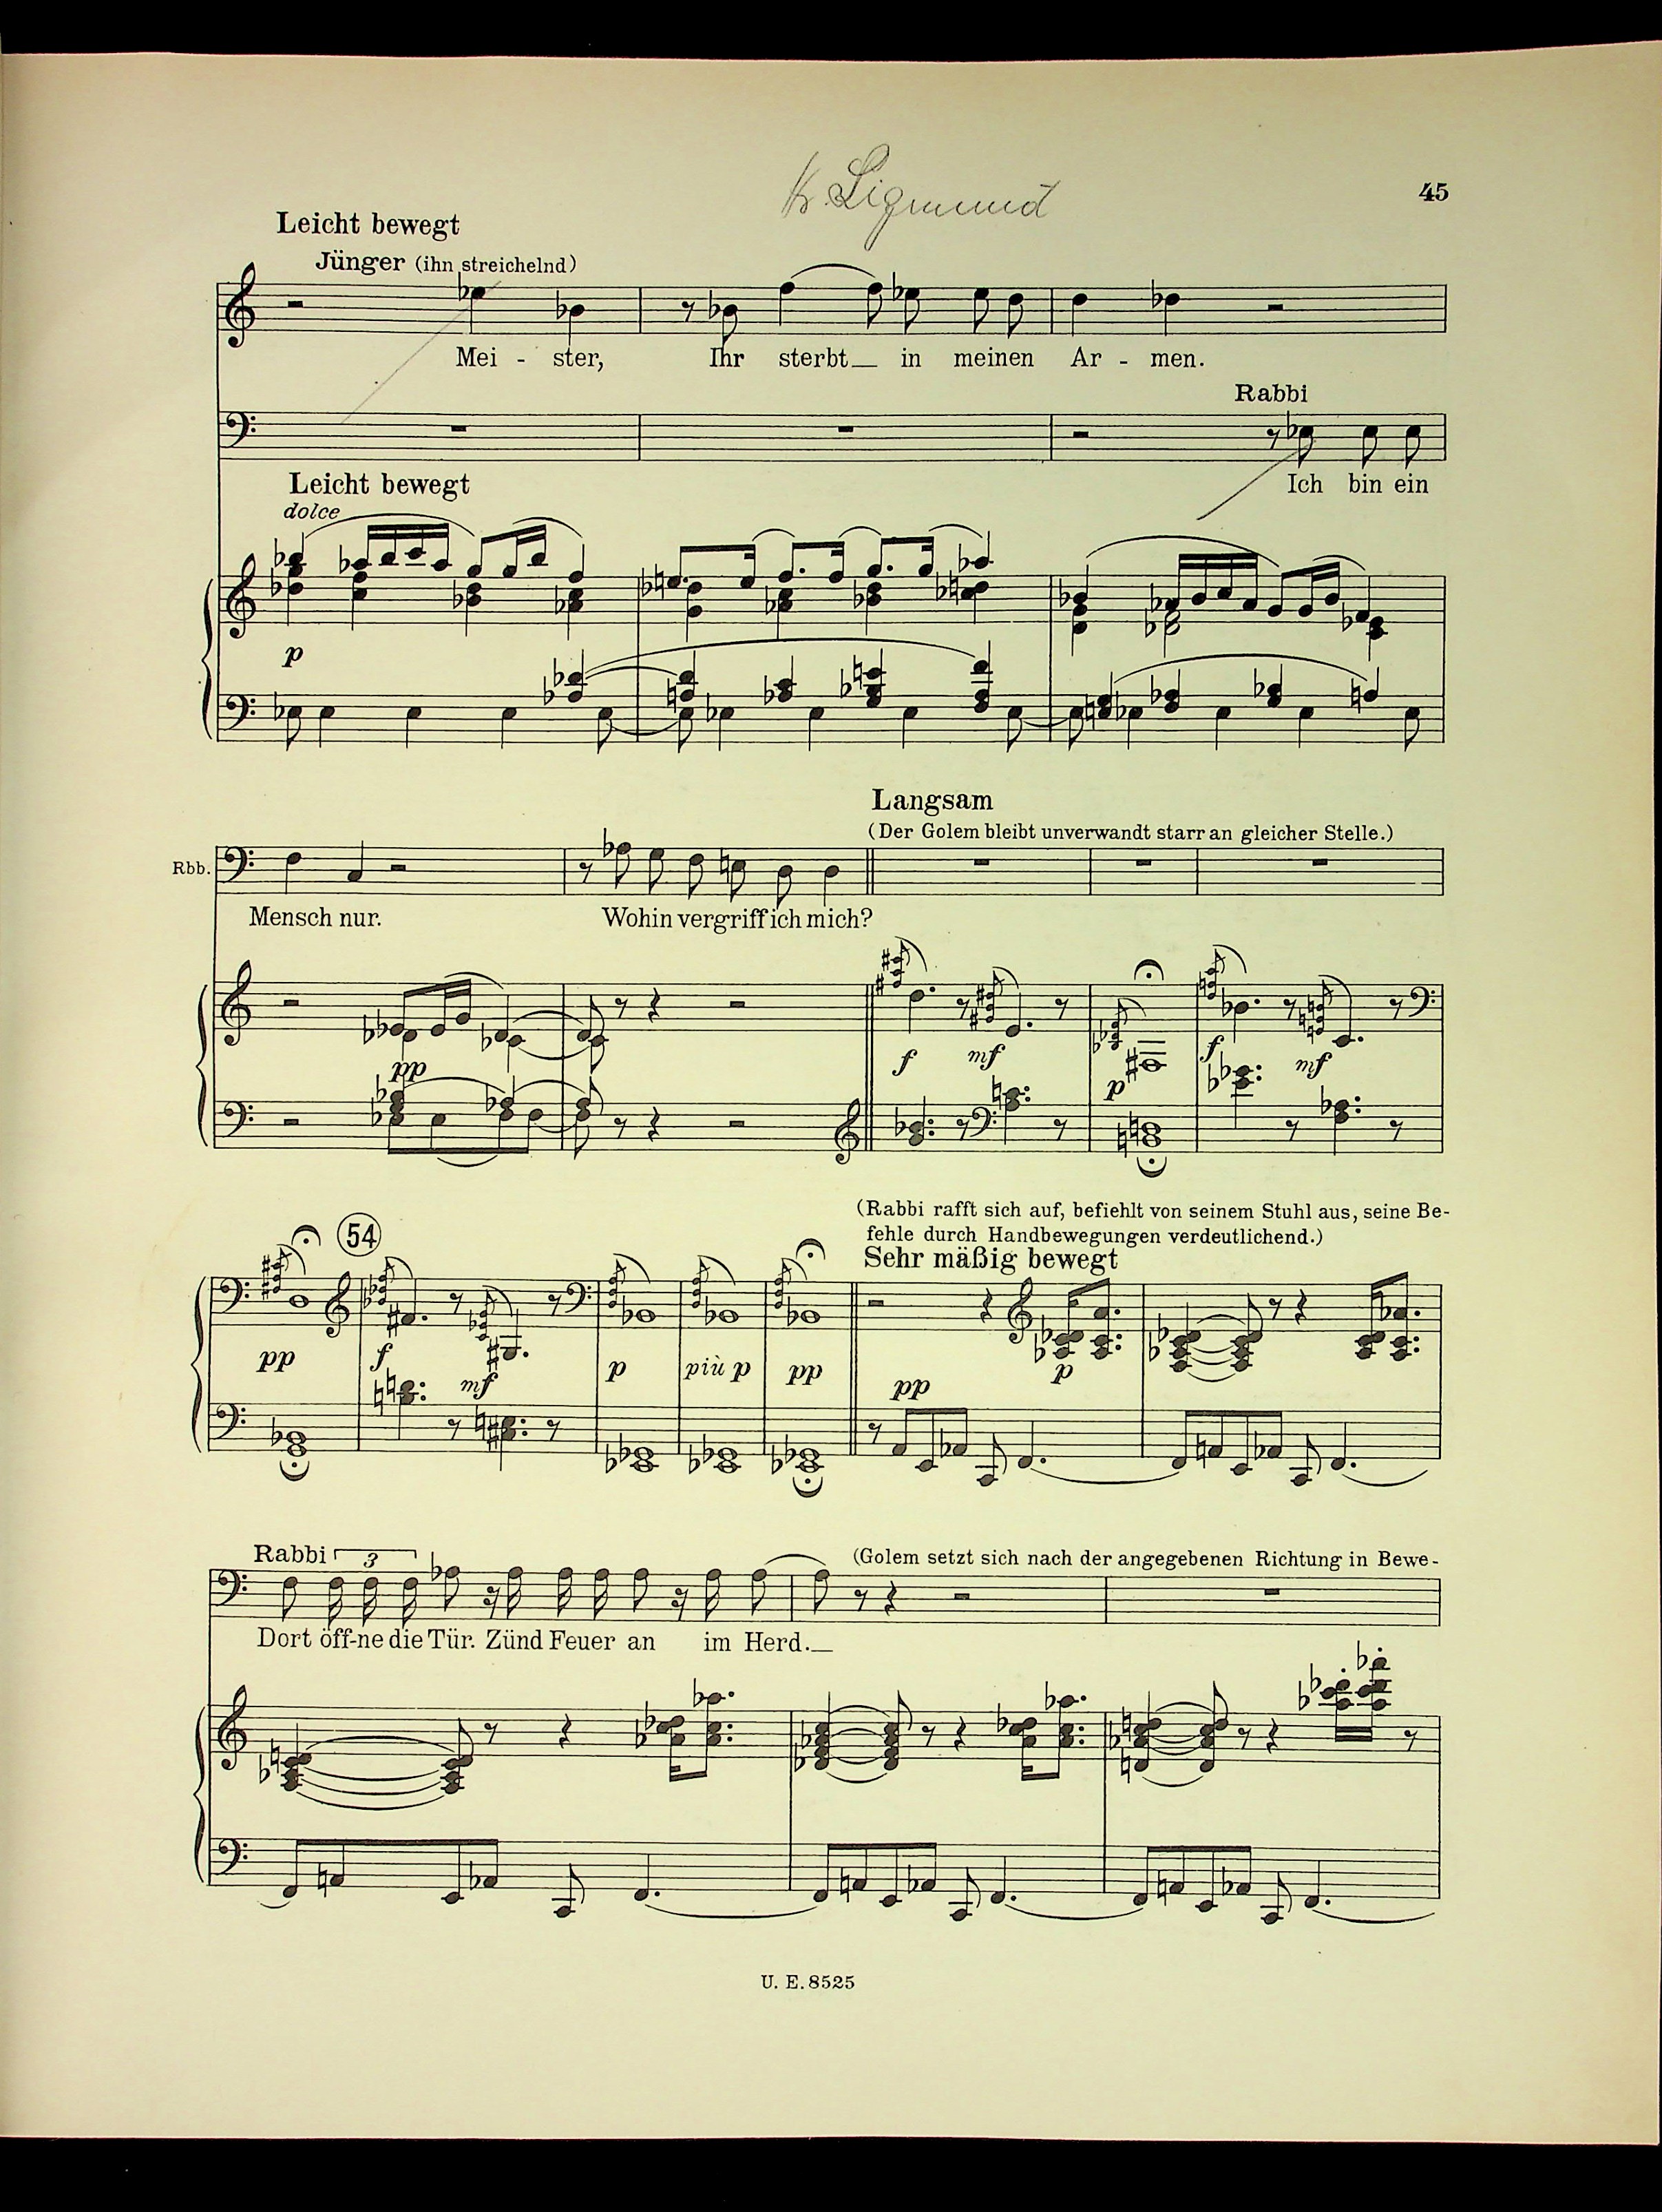 Hr. Sigmund
45
Leicht bewegt
Jünger (ihn streichelnd)
Mei - ster, Ihr sterbt in meinen Ar - men.
Rabbi
Ich bin ein
Leicht bewegt
dolce
p
Langsam
(Der Golem bleibt unverwandt starr an gleicher Stelle.)
Rbb.
Mensch nur. Wohin vergriff ich mich?
pp f mf p f mf
(Rabbi rafft sich auf, befiehlt von seinem Stuhl aus, seine Be-
fehle durch Handbewegungen verdeutlichend.)
54
Sehr mäßig bewegt
pp f mf p più p pp pp p
Rabbi 3 (Golem setzt sich nach der angegebenen Richtung in Bewe-
Dort öff-ne die Tür. Zünd Feuer an im Herd.
U. E. 8525